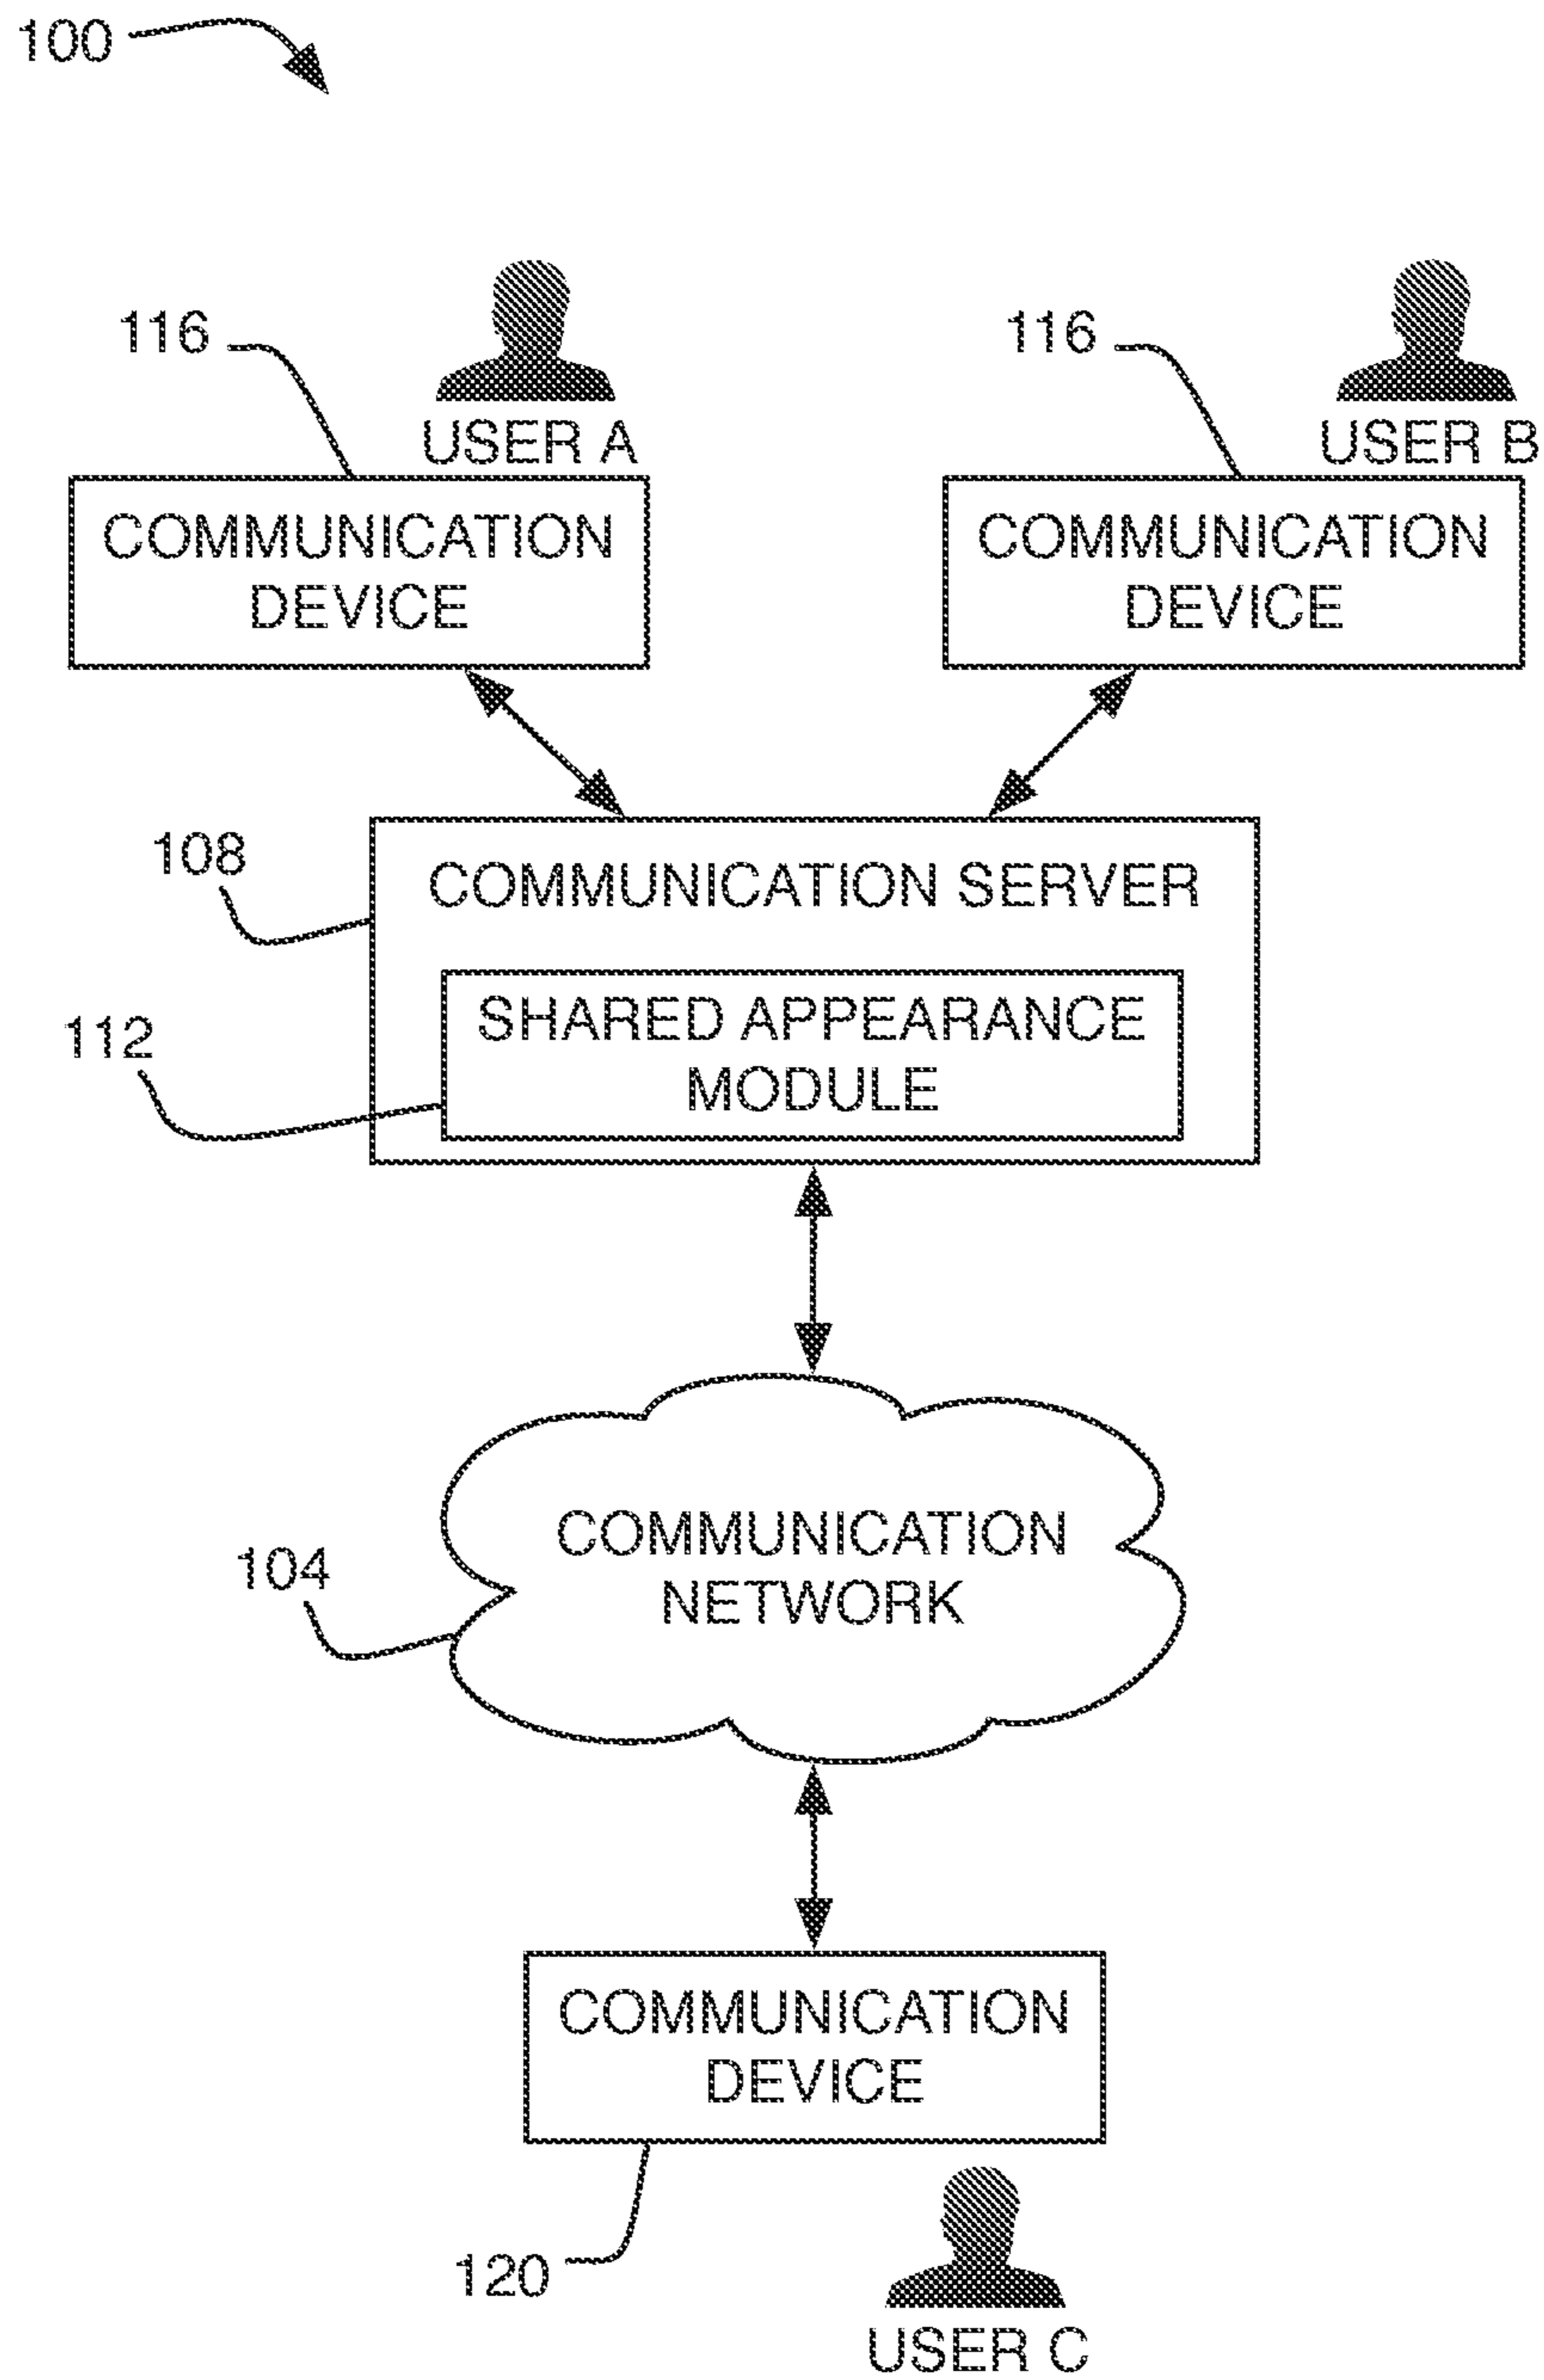 100
116
USER A
116
USER B
COMMUNICATION
DEVICE
COMMUNICATION
DEVICE
108
COMMUNICATION SERVER
112
SHARED APPEARANCE
MODULE
COMMUNICATION
NETWORK
104
COMMUNICATION
DEVICE
120
USER C